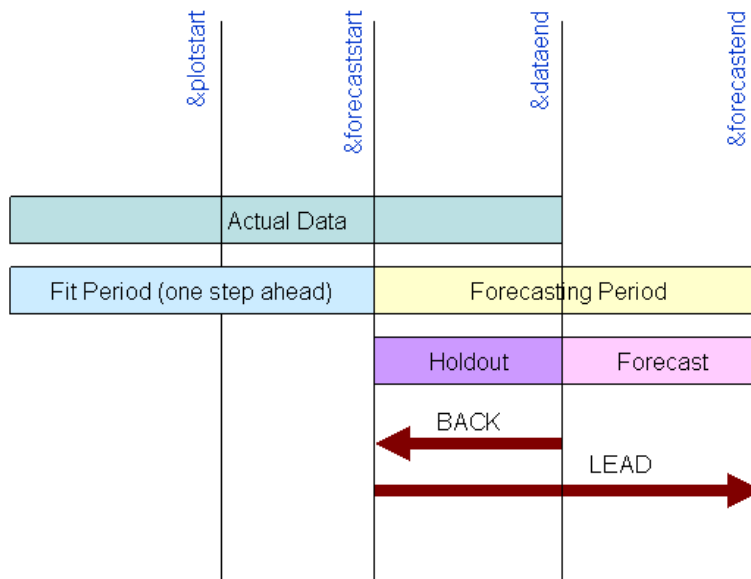 &plotstart
&forecaststart
&dataend
&forecastend
Actual Data
Fit Period (one step ahead)
Forecasting Period
Holdout
Forecast
BACK
LEAD